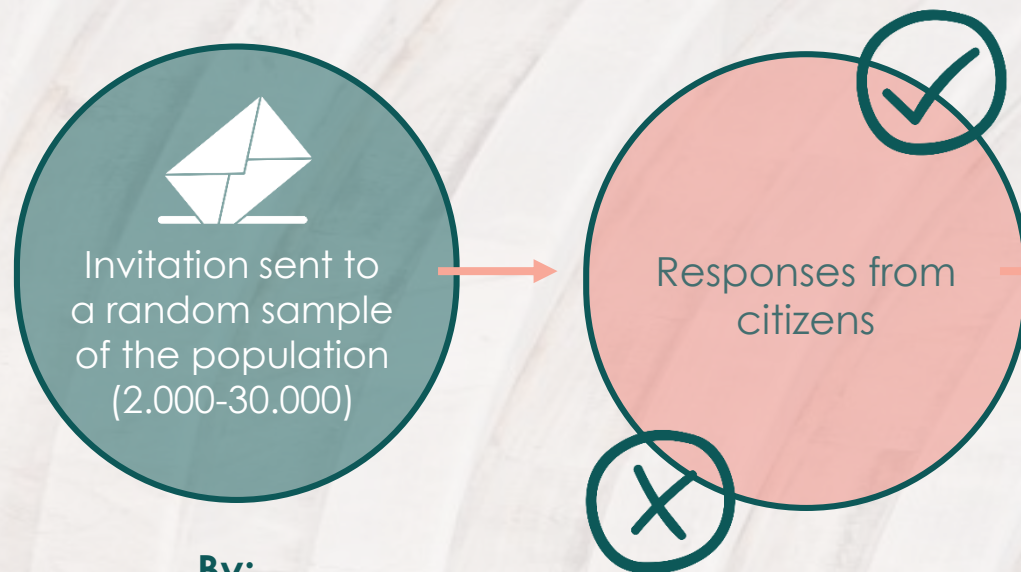 Invitation sent to
a random sample
of the population
(2.000-30.000)
Responses from
citizens
By: